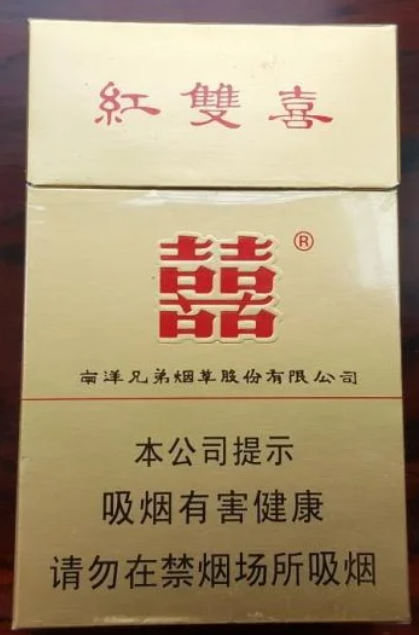 紅雙喜
囍®
南洋兄弟烟草股份有限公司
本公司提示
吸烟有害健康
请勿在禁烟场所吸烟